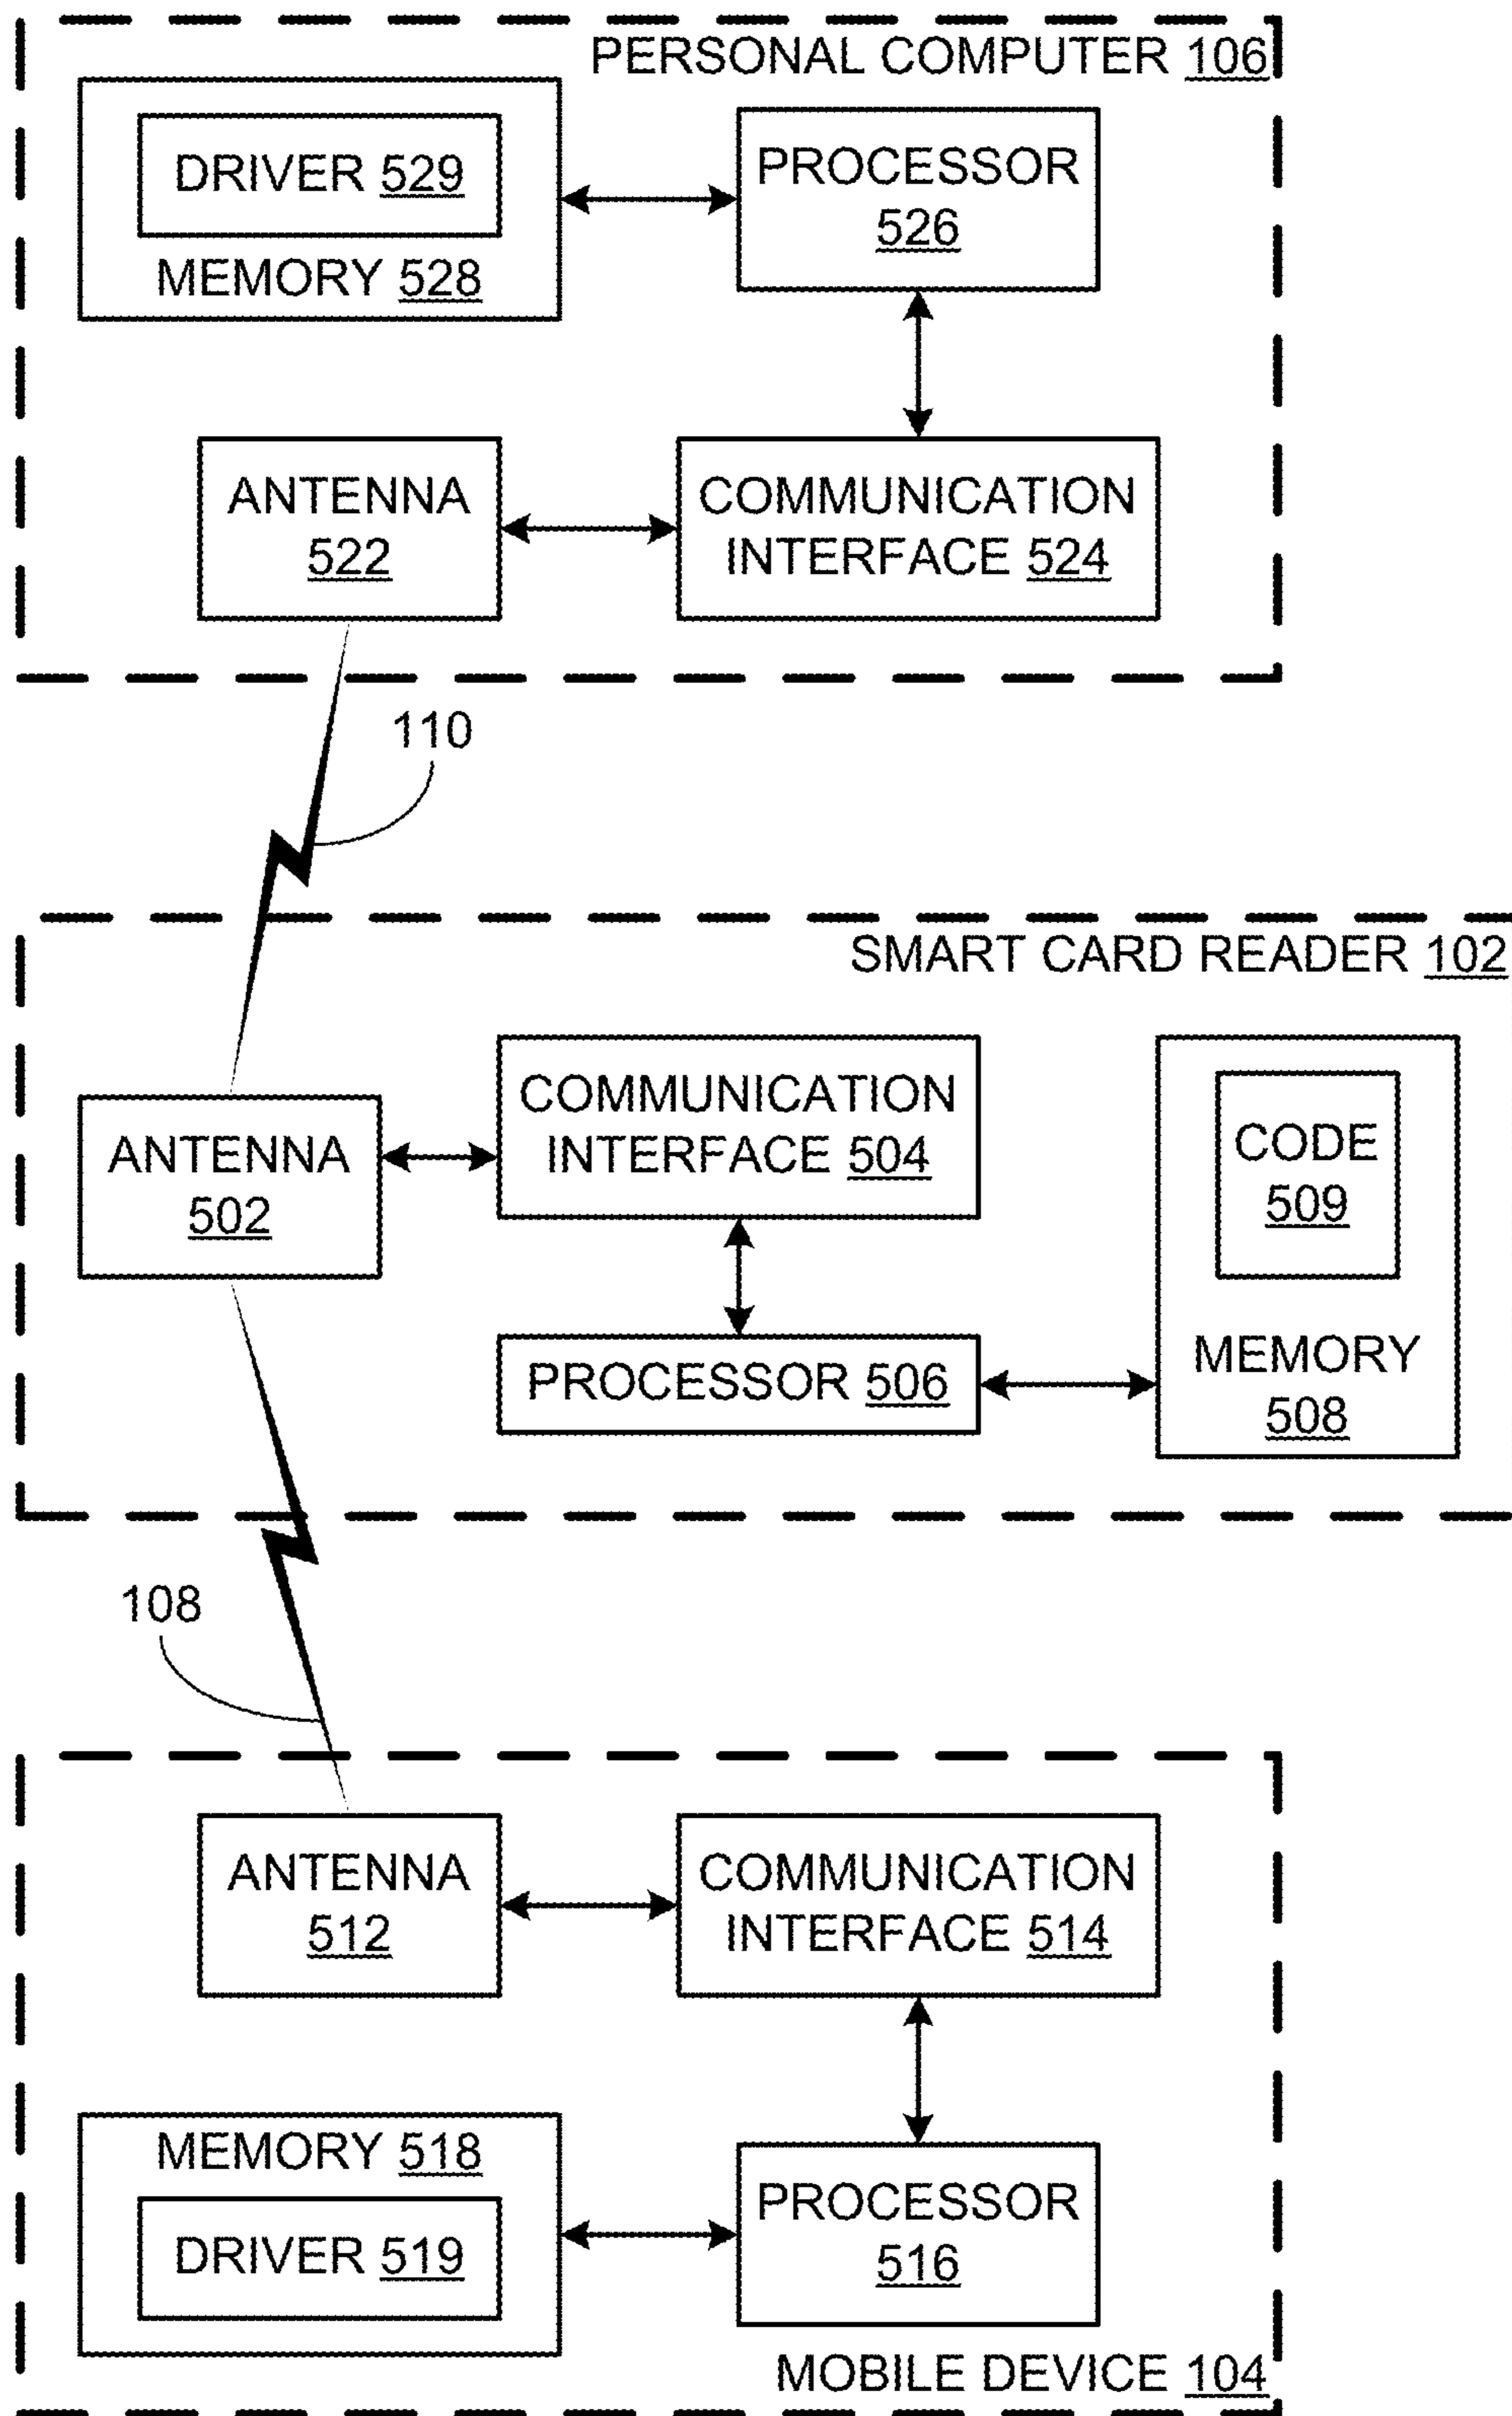 PERSONAL COMPUTER 106
DRIVER 529
MEMORY 528
PROCESSOR
526
ANTENNA
522
COMMUNICATION
INTERFACE 524
110
SMART CARD READER 102
ANTENNA
502
COMMUNICATION
INTERFACE 504
CODE
509
PROCESSOR 506
MEMORY
508
108
ANTENNA
512
COMMUNICATION
INTERFACE 514
MEMORY 518
DRIVER 519
PROCESSOR
516
MOBILE DEVICE 104